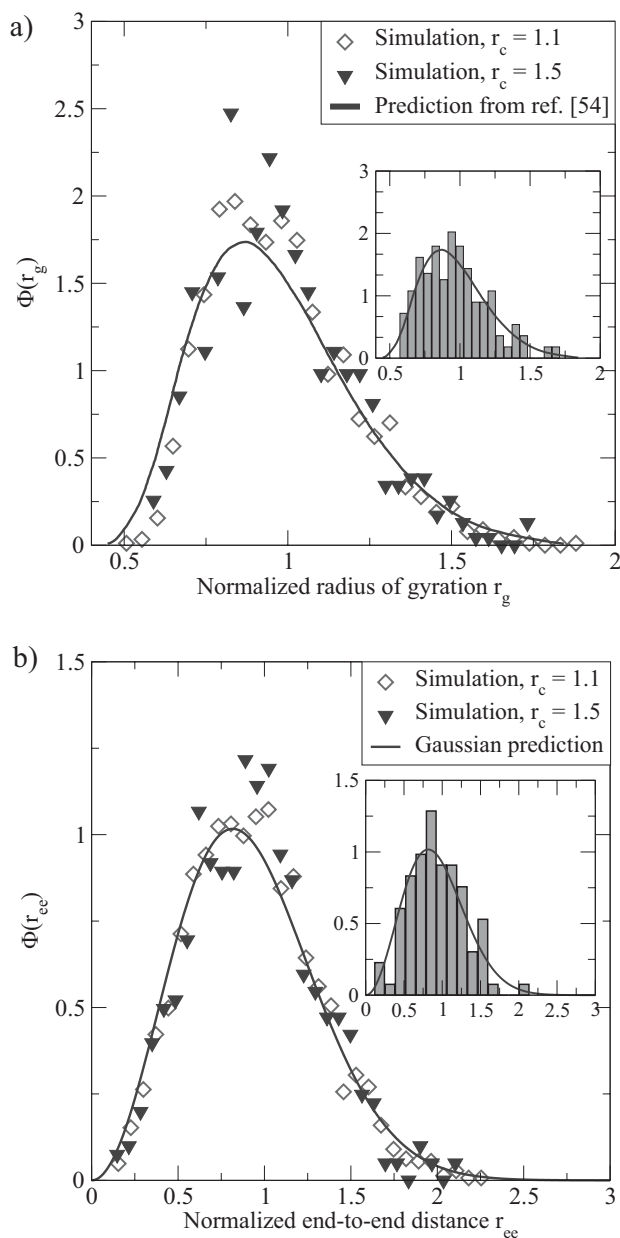 a)
3
2.5
2
1.5
1
0.5
0
Φ(r_g)
Simulation, r_c = 1.1
Simulation, r_c = 1.5
Prediction from ref. [54]
3
2
1
0
0.5 1 1.5 2
0.5 1 1.5 2
Normalized radius of gyration r_g
b)
1.5
1
0.5
0
Φ(r_ee)
Simulation, r_c = 1.1
Simulation, r_c = 1.5
Gaussian prediction
1.5
1
0.5
0
0 0.5 1 1.5 2 2.5 3
0 0.5 1 1.5 2 2.5 3
Normalized end-to-end distance r_ee